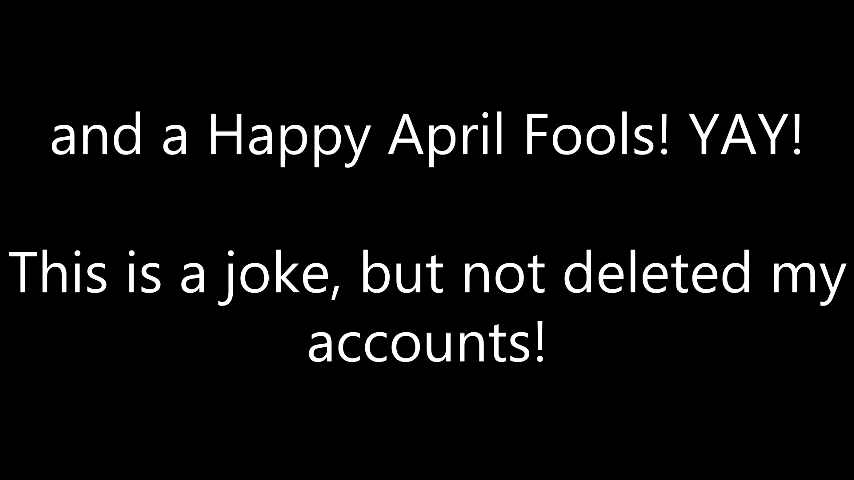 and a Happy April Fools! YAY!
This is a joke, but not deleted my
accounts!